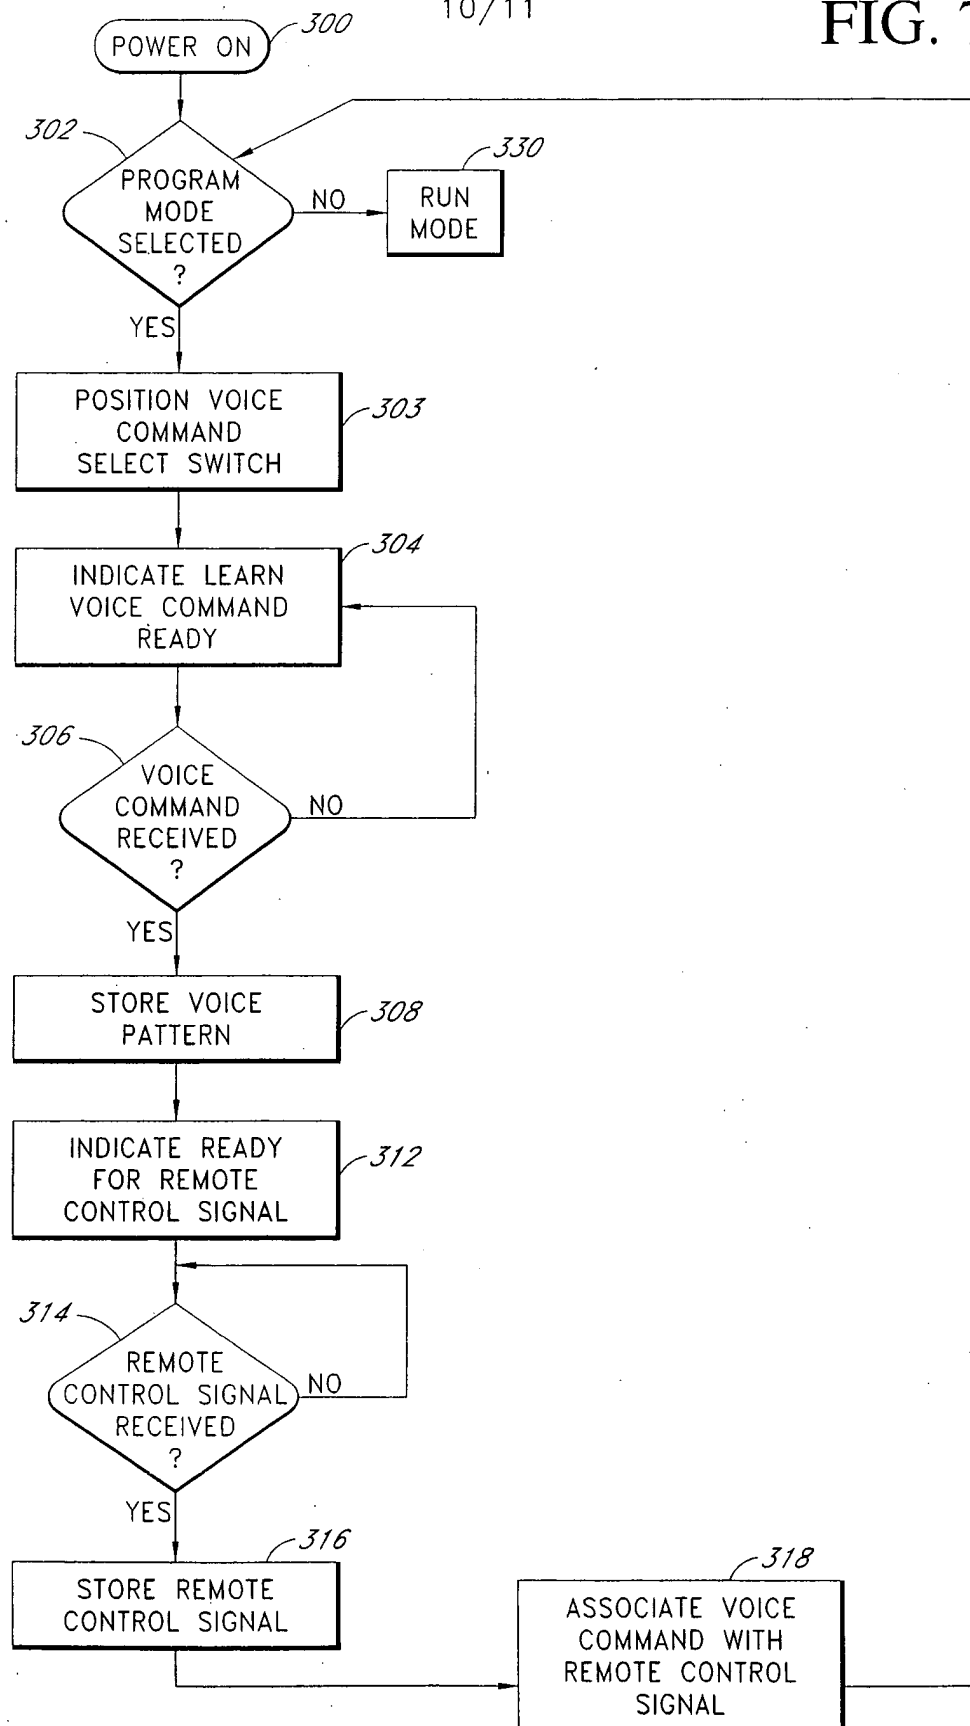 10/11
FIG. 7
POWER ON
300
302
PROGRAM
MODE
SELECTED
?
NO
330
RUN
MODE
YES
POSITION VOICE
COMMAND
SELECT SWITCH
303
304
INDICATE LEARN
VOICE COMMAND
READY
306
VOICE
COMMAND
RECEIVED
?
NO
YES
STORE VOICE
PATTERN
308
INDICATE READY
FOR REMOTE
CONTROL SIGNAL
312
314
REMOTE
CONTROL SIGNAL
RECEIVED
?
NO
YES
316
STORE REMOTE
CONTROL SIGNAL
318
ASSOCIATE VOICE
COMMAND WITH
REMOTE CONTROL
SIGNAL